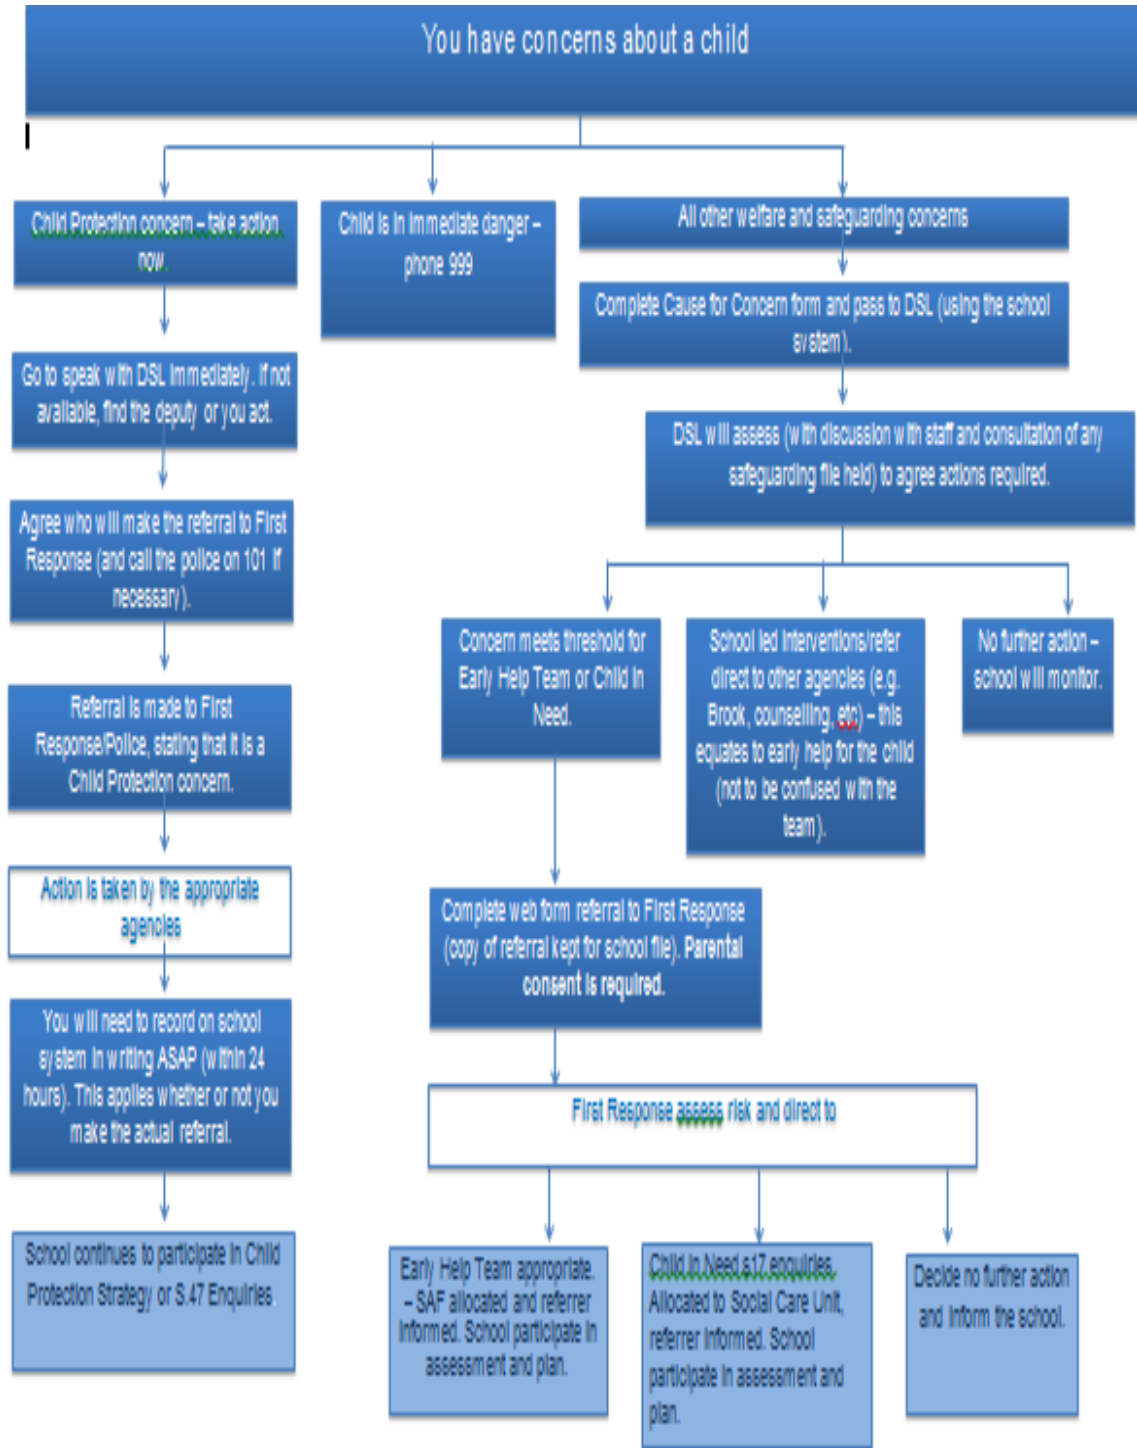 You have concerns about a child
Child Protection concern – take action
now.
Child is in immediate danger –
phone 999
All other welfare and safeguarding concerns
Complete Cause for Concern form and pass to DSL (using the school
system).
Go to speak with DSL immediately. If not
available, find the deputy or you act.
DSL will assess (with discussion with staff and consultation of any
safeguarding file held) to agree actions required.
Agree who will make the referral to First
Response (and call the police on 101 if
necessary).
Concern meets threshold for
Early Help Team or Child in
Need.
School led interventions/refer
direct to other agencies (e.g.
Brook, counselling, etc) – this
equates to early help for the child
(not to be confused with the
team).
No further action –
school will monitor.
Referral is made to First
Response/Police, stating that it is a
Child Protection concern.
Action is taken by the appropriate
agencies
Complete web form referral to First Response
(copy of referral kept for school file). Parental
consent is required.
You will need to record on school
system in writing ASAP (within 24
hours). This applies whether or not you
make the actual referral.
First Response assess risk and direct to
School continues to participate in Child
Protection Strategy or S.47 Enquiries.
Early Help Team appropriate.
– SAF allocated and referrer
informed. School participate in
assessment and plan.
Child in Need s17 enquiries.
Allocated to Social Care Unit,
referrer informed. School
participate in assessment and
plan.
Decide no further action
and inform the school.